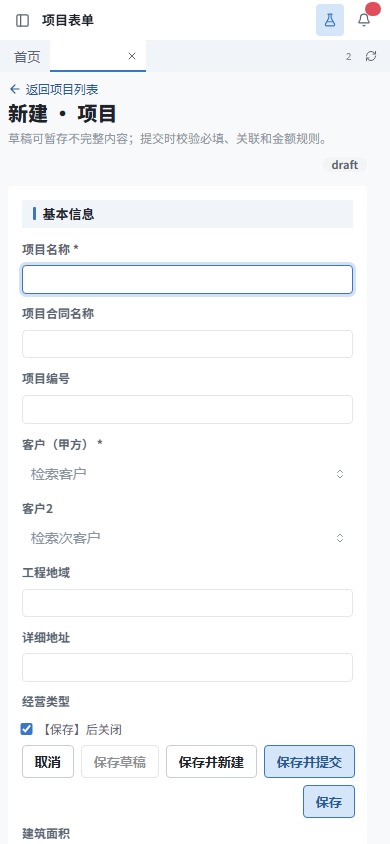 项目表单
首页
2
返回项目列表
新建 • 项目
草稿可暂存不完整内容；提交时校验必填、关联和金额规则。
draft
基本信息
项目名称 *
项目合同名称
项目编号
客户（甲方） *
检索客户
客户2
检索次客户
工程地域
详细地址
经营类型
【保存】后关闭
取消 保存草稿 保存并新建 保存并提交
保存
建筑面积